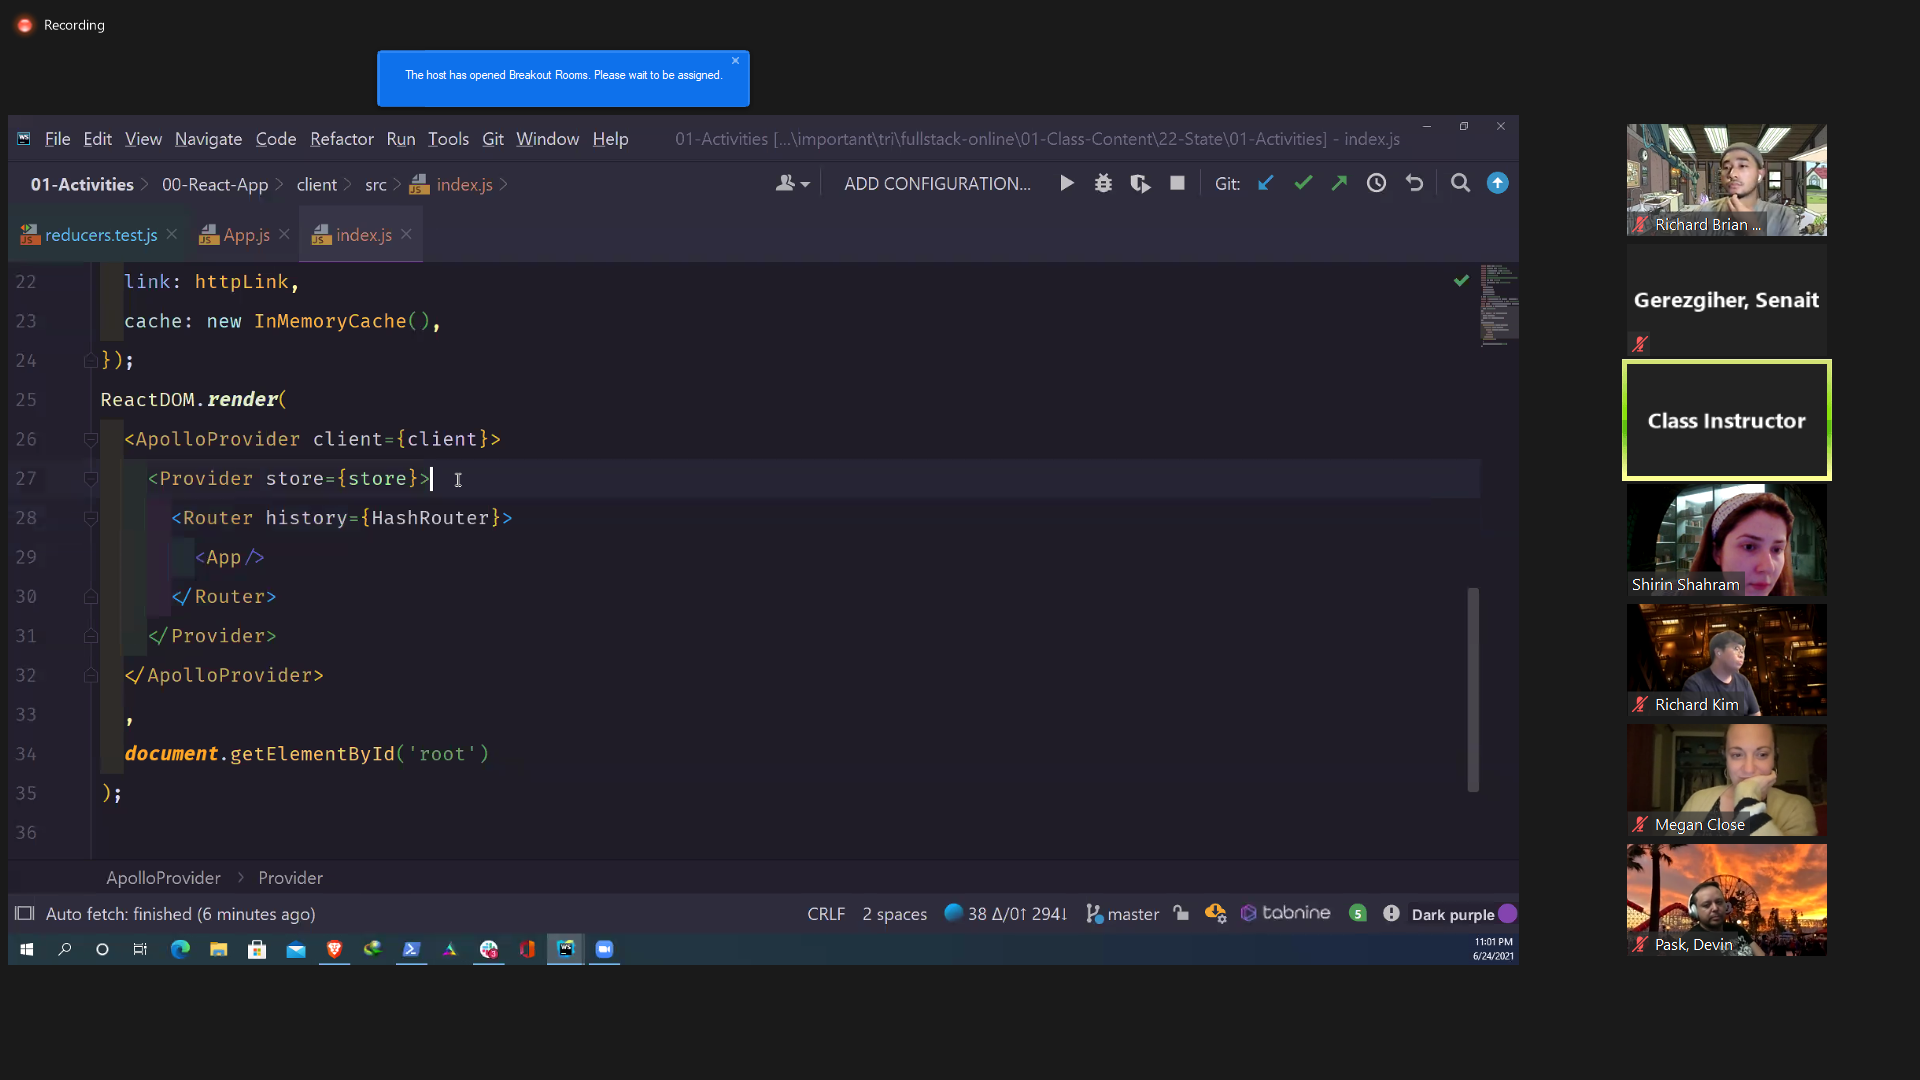 Recording
The host has opened Breakout Rooms. Please wait to be assigned.
File Edit View Navigate Code Refactor Run Tools Git Window Help 01-Activities [...\important\tri\fullstack-online\01-Class-Content\22-State\01-Activities] - index.js
01-Activities 00-React-App client src index.js ADD CONFIGURATION... Git:
reducers.test.js App.js index.js
22 link: httpLink,
23 cache: new InMemoryCache(),
24 });
25 ReactDOM.render(
26 <ApolloProvider client={client}>
27 <Provider store={store}>
28 <Router history={HashRouter}>
29 <App/>
30 </Router>
31 </Provider>
32 </ApolloProvider>
33 ,
34 document.getElementById('root')
35 );
36
ApolloProvider > Provider
Auto fetch: finished (6 minutes ago) CRLF 2 spaces 38 Δ/0↑ 294↓ master tabnine 5 Dark purple
11:01 PM
6/24/2021
Richard Brian ...
Gerezgiher, Senait
Class Instructor
Shirin Shahram
Richard Kim
Megan Close
Pask, Devin